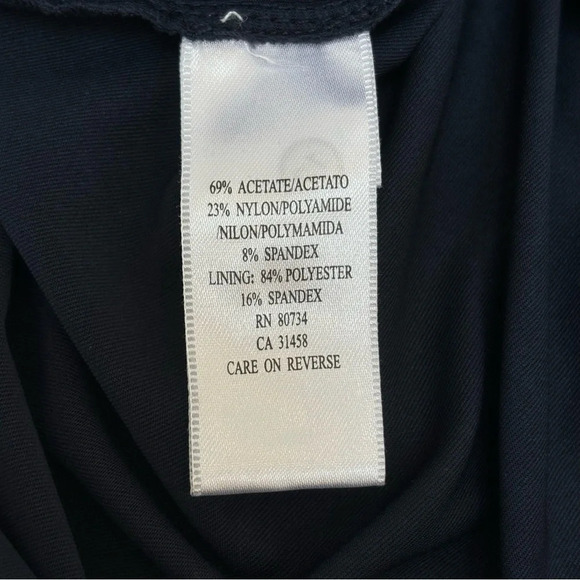 69% ACETATE/ACETATO
23% NYLON/POLYAMIDE
/NILON/POLYMAMIDA
8% SPANDEX
LINING: 84% POLYESTER
16% SPANDEX
RN 80734
CA 31458
CARE ON REVERSE